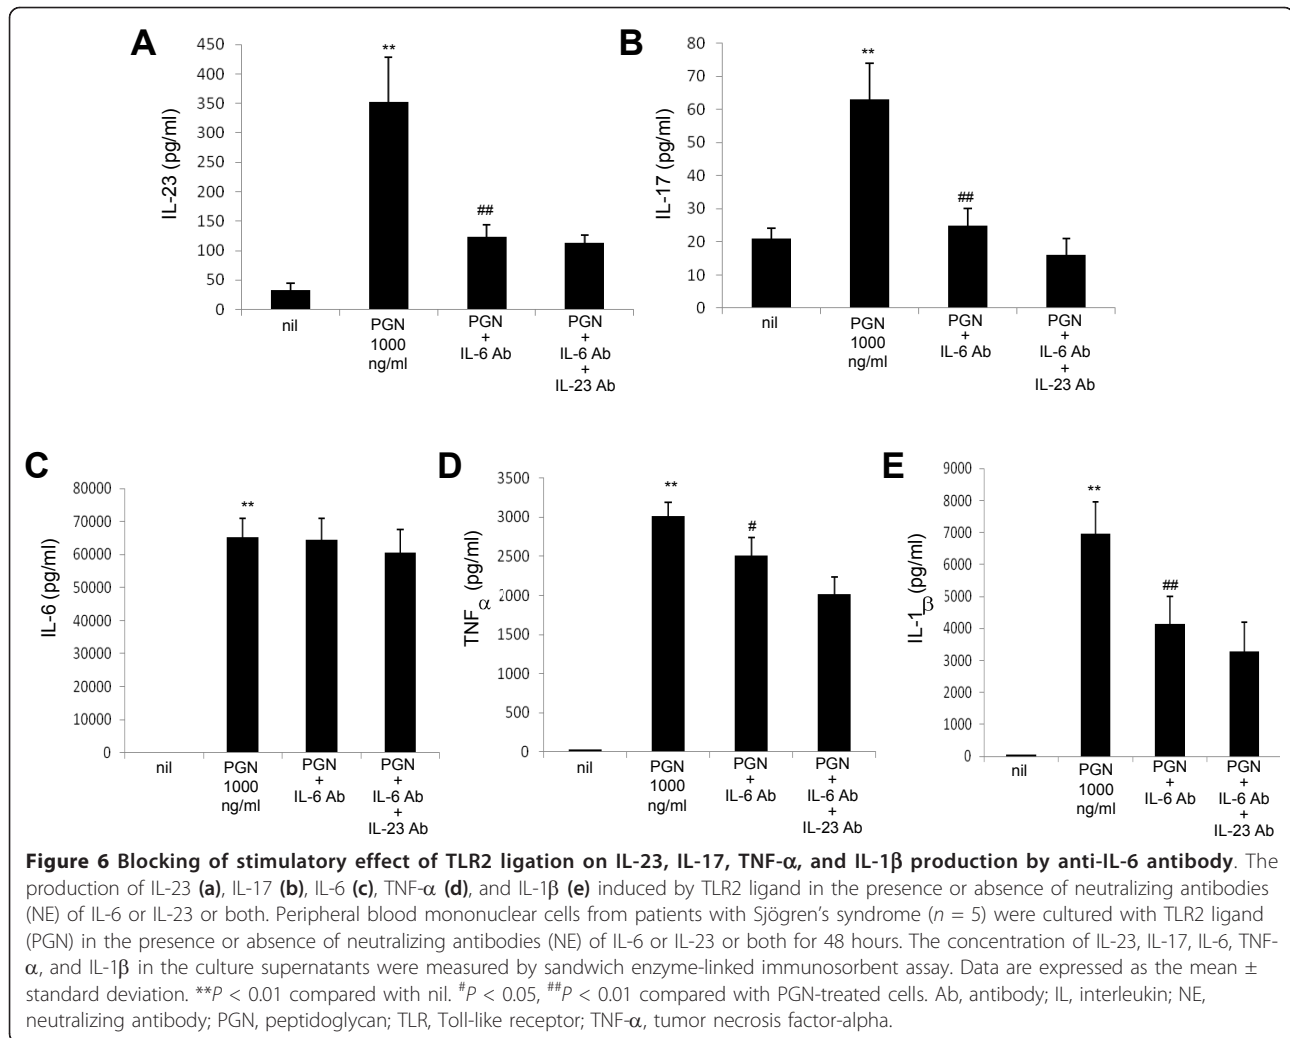 A
IL-23 (pg/ml)
450
400
350
300
250
200
150
100
50
0
**
##
nil
PGN
1000
ng/ml
PGN
+
IL-6 Ab
PGN
+
IL-6 Ab
+
IL-23 Ab
B
IL-17 (pg/ml)
80
70
60
50
40
30
20
10
0
**
##
nil
PGN
1000
ng/ml
PGN
+
IL-6 Ab
PGN
+
IL-6 Ab
+
IL-23 Ab
C
IL-6 (pg/ml)
80000
70000
60000
50000
40000
30000
20000
10000
0
**
nil
PGN
1000
ng/ml
PGN
+
IL-6 Ab
PGN
+
IL-6 Ab
+
IL-23 Ab
D
TNF α (pg/ml)
3500
3000
2500
2000
1500
1000
500
0
**
#
nil
PGN
1000
ng/ml
PGN
+
IL-6 Ab
PGN
+
IL-6 Ab
+
IL-23 Ab
E
IL-1 β (pg/ml)
9000
8000
7000
6000
5000
4000
3000
2000
1000
0
**
##
nil
PGN
1000
ng/ml
PGN
+
IL-6 Ab
PGN
+
IL-6 Ab
+
IL-23 Ab
Figure 6 Blocking of stimulatory effect of TLR2 ligation on IL-23, IL-17, TNF-α, and IL-1β production by anti-IL-6 antibody. The
production of IL-23 (a), IL-17 (b), IL-6 (c), TNF-α (d), and IL-1β (e) induced by TLR2 ligand in the presence or absence of neutralizing antibodies
(NE) of IL-6 or IL-23 or both. Peripheral blood mononuclear cells from patients with Sjögren's syndrome (n = 5) were cultured with TLR2 ligand
(PGN) in the presence or absence of neutralizing antibodies (NE) of IL-6 or IL-23 or both for 48 hours. The concentration of IL-23, IL-17, IL-6, TNF-
α, and IL-1β in the culture supernatants were measured by sandwich enzyme-linked immunosorbent assay. Data are expressed as the mean ±
standard deviation. **P < 0.01 compared with nil. #P < 0.05, ##P < 0.01 compared with PGN-treated cells. Ab, antibody; IL, interleukin; NE,
neutralizing antibody; PGN, peptidoglycan; TLR, Toll-like receptor; TNF-α, tumor necrosis factor-alpha.